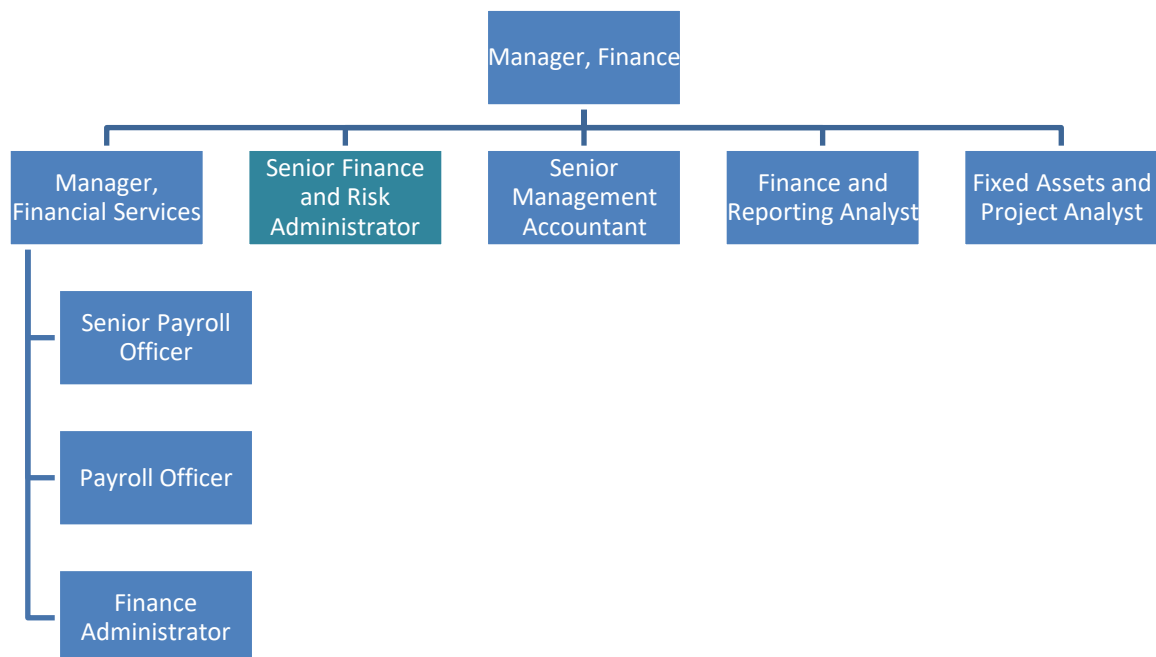 Manager, Finance
Manager,
Financial Services
Senior Finance
and Risk
Administrator
Senior
Management
Accountant
Finance and
Reporting Analyst
Fixed Assets and
Project Analyst
Senior Payroll
Officer
Payroll Officer
Finance
Administrator